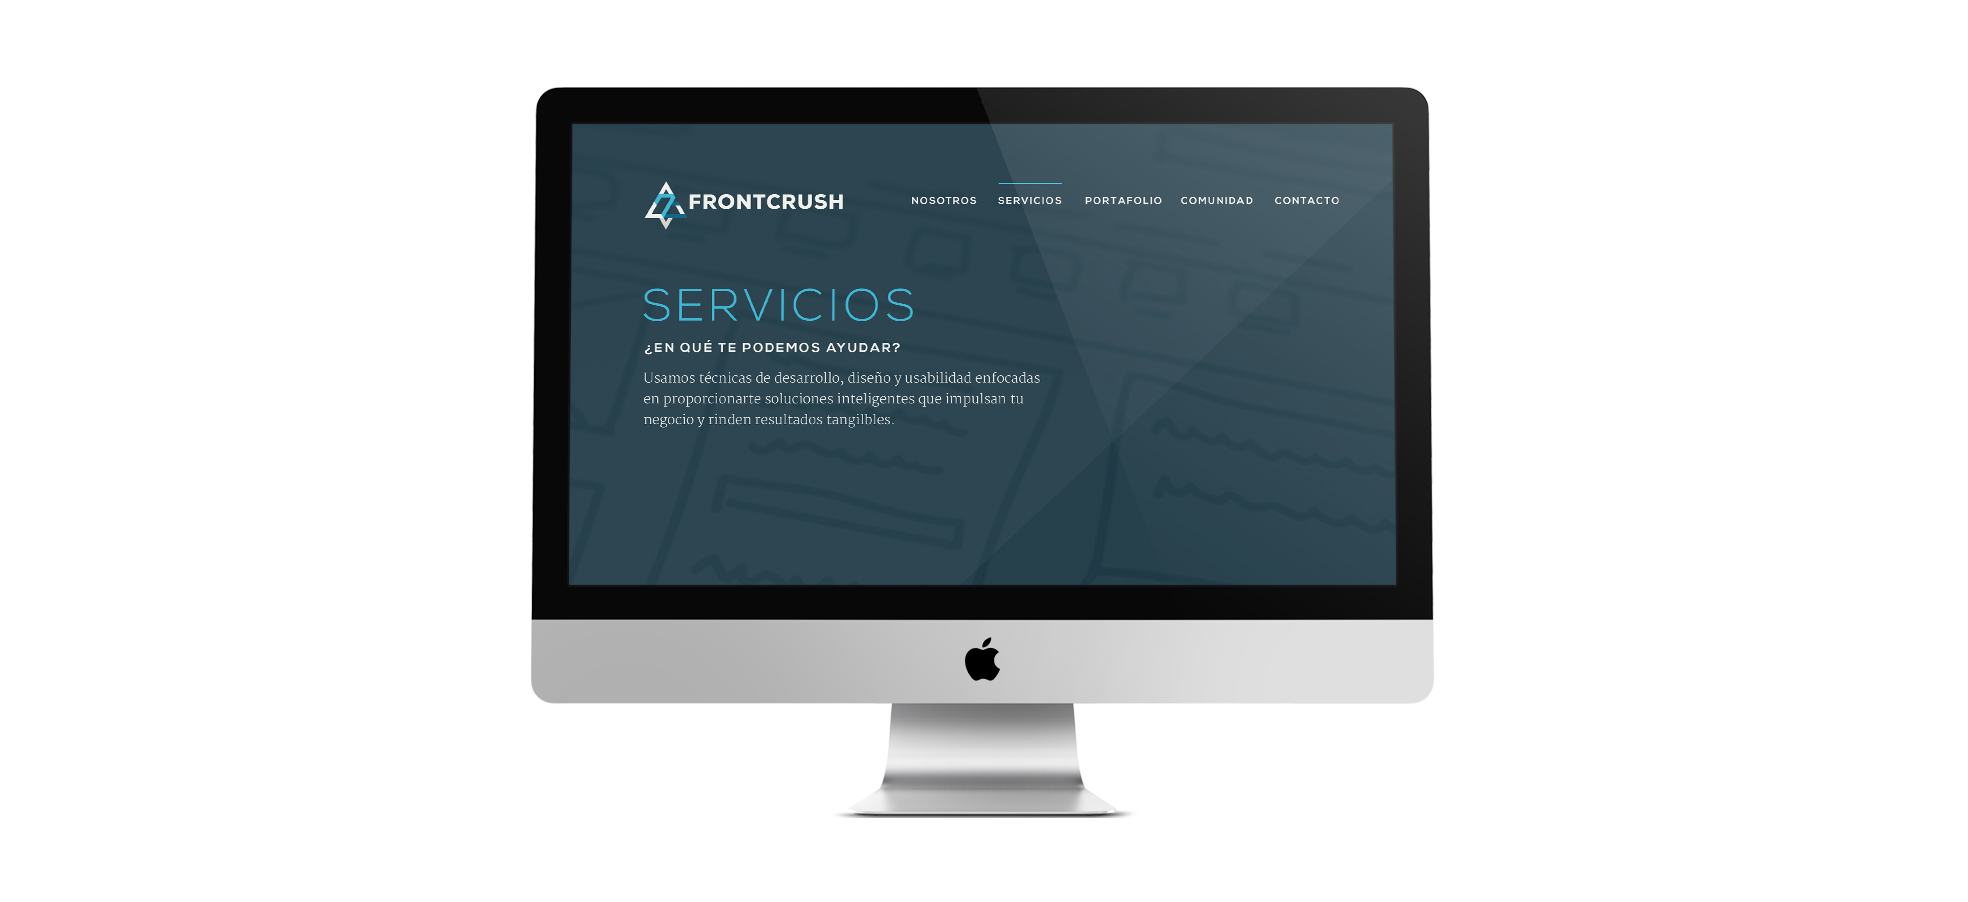 FRONTCRUSH
NOSOTROS SERVICIOS PORTAFOLIO COMUNIDAD CONTACTO
SERVICIOS
¿EN QUÉ TE PODEMOS AYUDAR?
Usamos técnicas de desarrollo, diseño y usabilidad enfocadas
en proporcionarte soluciones inteligentes que impulsan tu
negocio y rinden resultados tangilbles.